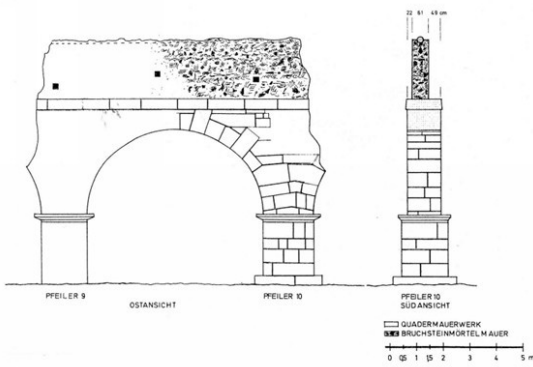 22 61 49 cm
PFEILER 9
OSTANSICHT
PFEILER 10
PFEILER 10
SÜDANSICHT
QUADERMAUERWERK
BRUCHSTEINMÖRTELMAUER
0 0,5 1 1,5 2 3 4 5 m